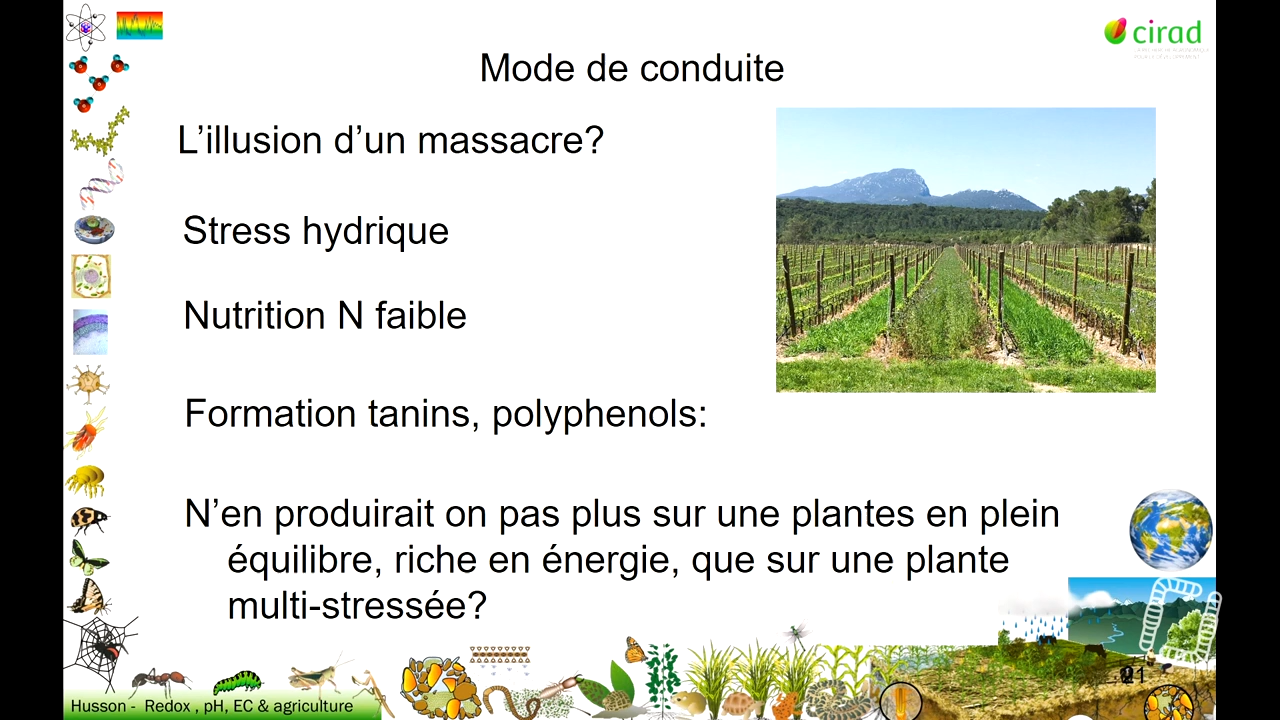 cirad
Mode de conduite
L’illusion d’un massacre?
Stress hydrique
Nutrition N faible
Formation tanins, polyphenols:
N’en produirait on pas plus sur une plantes en plein
équilibre, riche en énergie, que sur une plante
multi-stressée?
Husson - Redox , pH, EC & agriculture